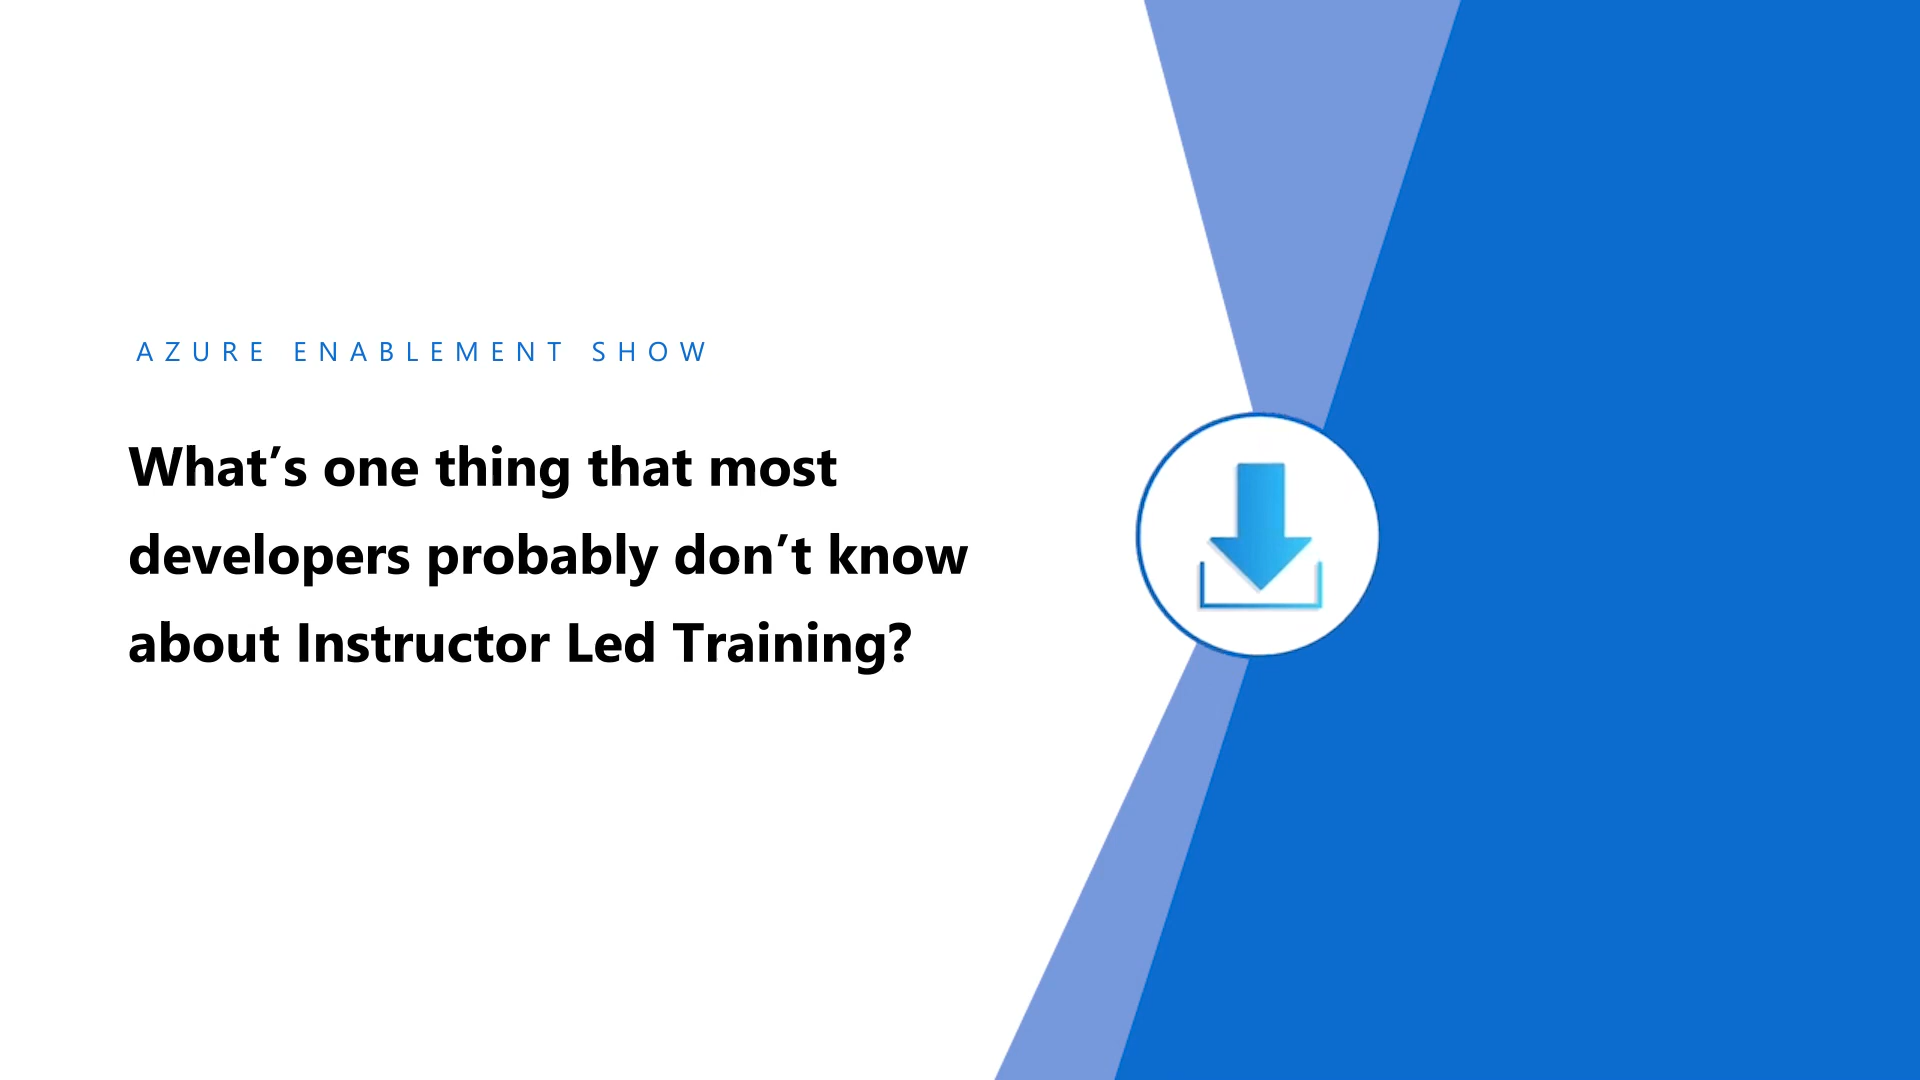 AZURE ENABLEMENT SHOW
What’s one thing that most
developers probably don’t know
about Instructor Led Training?